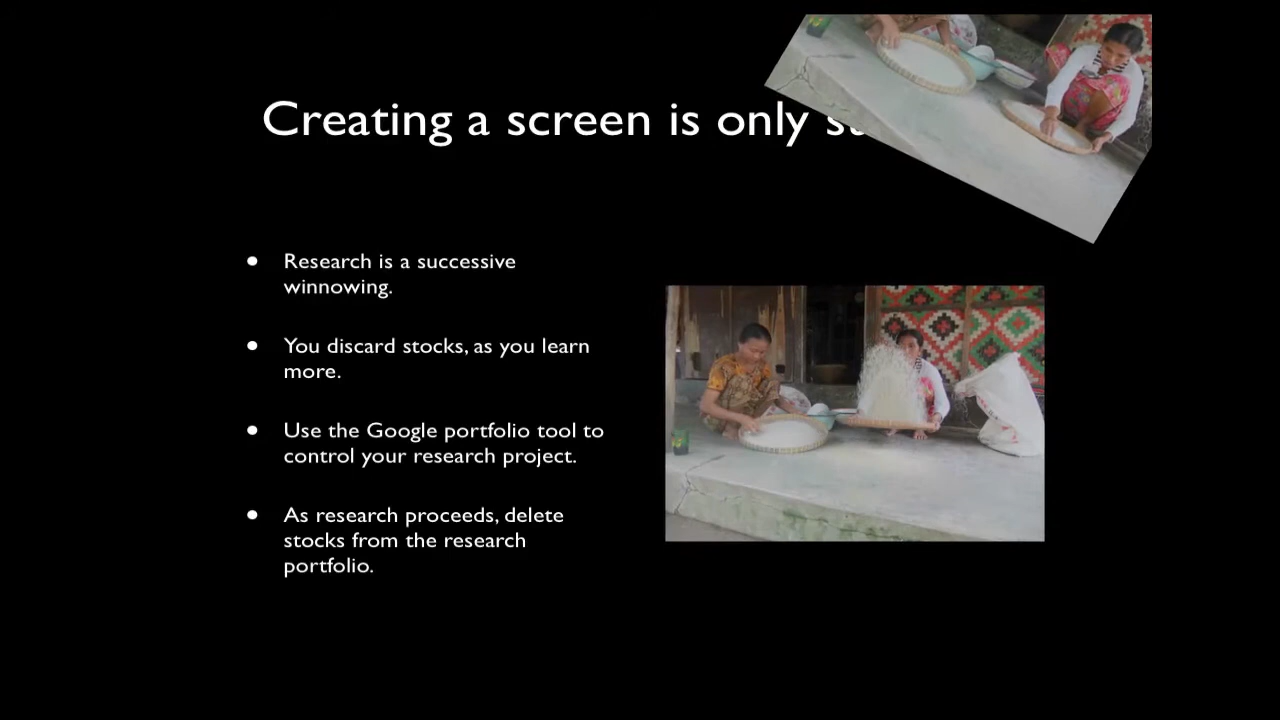 Creating a screen is only
• Research is a successive
winnowing.
• You discard stocks, as you learn
more.
• Use the Google portfolio tool to
control your research project.
• As research proceeds, delete
stocks from the research
portfolio.